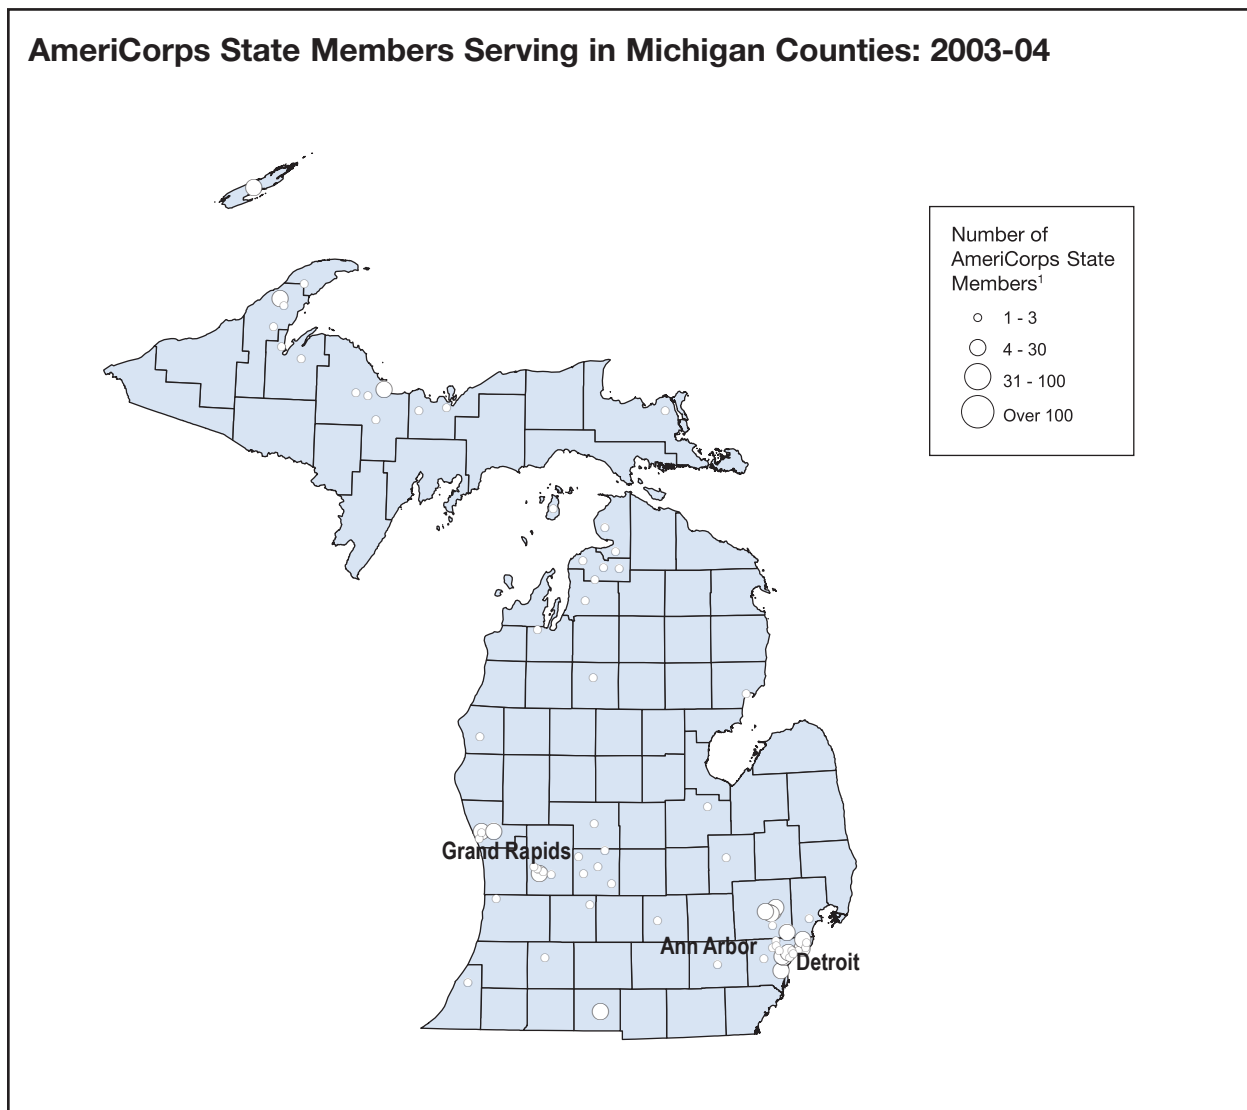 AmeriCorps State Members Serving in Michigan Counties: 2003-04
Number of
AmeriCorps State
Members¹
1 - 3
4 - 30
31 - 100
Over 100
Grand Rapids
Ann Arbor
Detroit